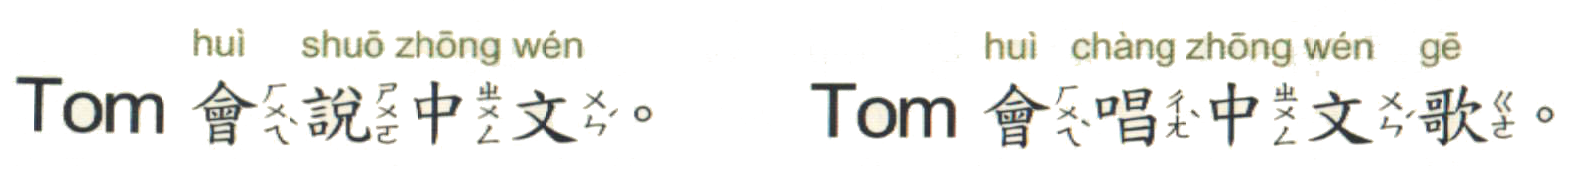 huì shuō zhōng wén huì chàng zhōng wén gē
Tom 會ㄏㄨㄟˋ說ㄕㄨㄛ中ㄓㄨㄥ文ㄨㄣˊ。 Tom 會ㄏㄨㄟˋ唱ㄔㄤˋ中ㄓㄨㄥ文ㄨㄣˊ歌ㄍㄜ。